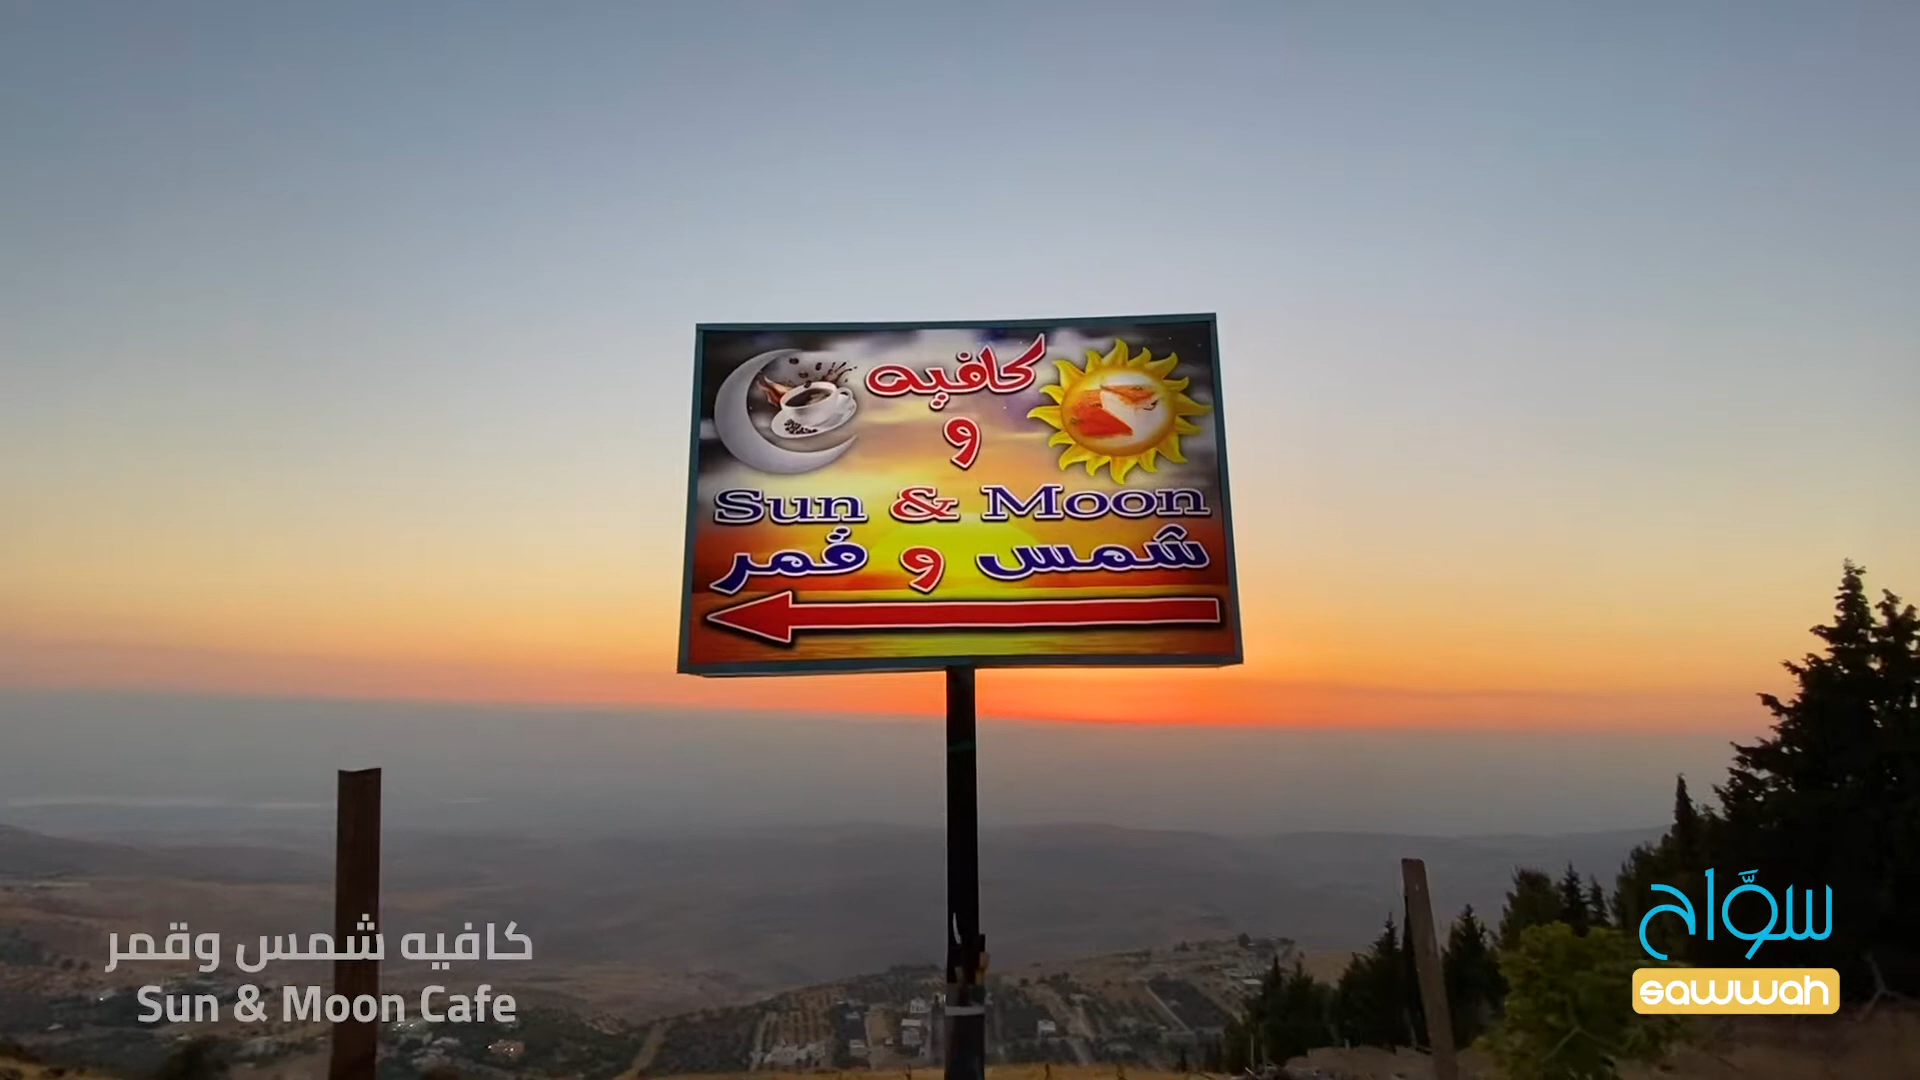 كافيه
و
Sun & Moon
شمس و قمر
كافيه شمس وقمر
Sun & Moon Cafe
سوَّاح
sawwah